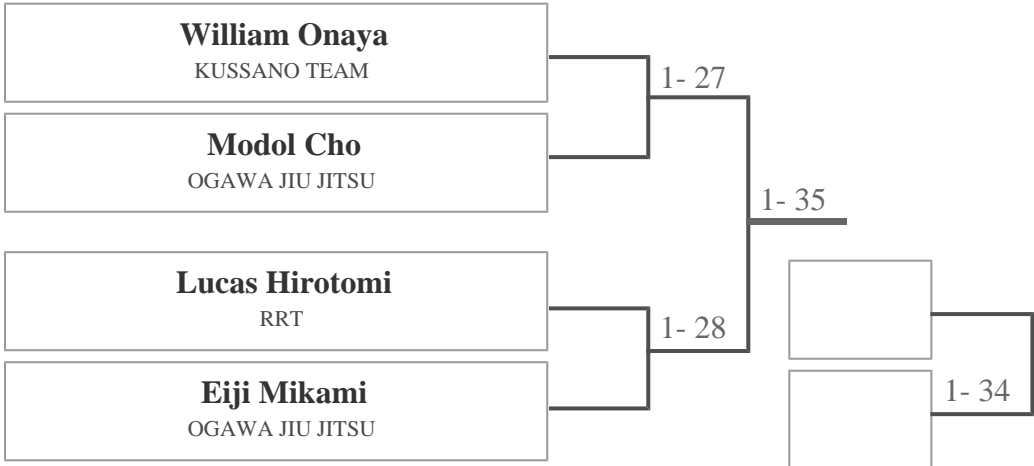 William Onaya
KUSSANO TEAM
1- 27
Modol Cho
OGAWA JIU JITSU
1- 35
Lucas Hirotomi
RRT
1- 28
Eiji Mikami
OGAWA JIU JITSU
1- 34